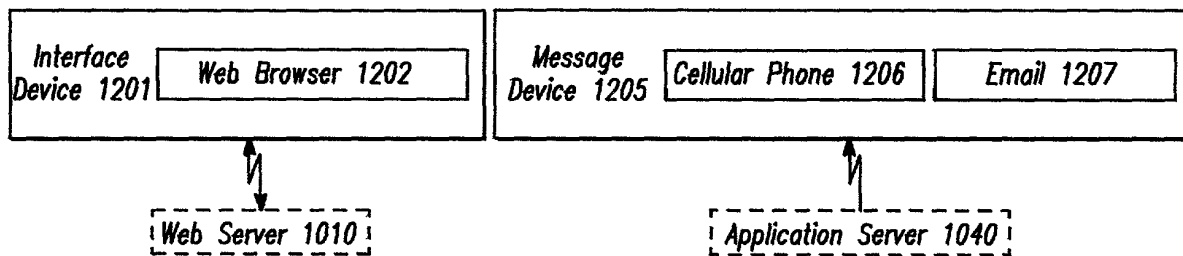 Interface
Device 1201
Web Browser 1202
Message
Device 1205
Cellular Phone 1206
Email 1207
Web Server 1010
Application Server 1040